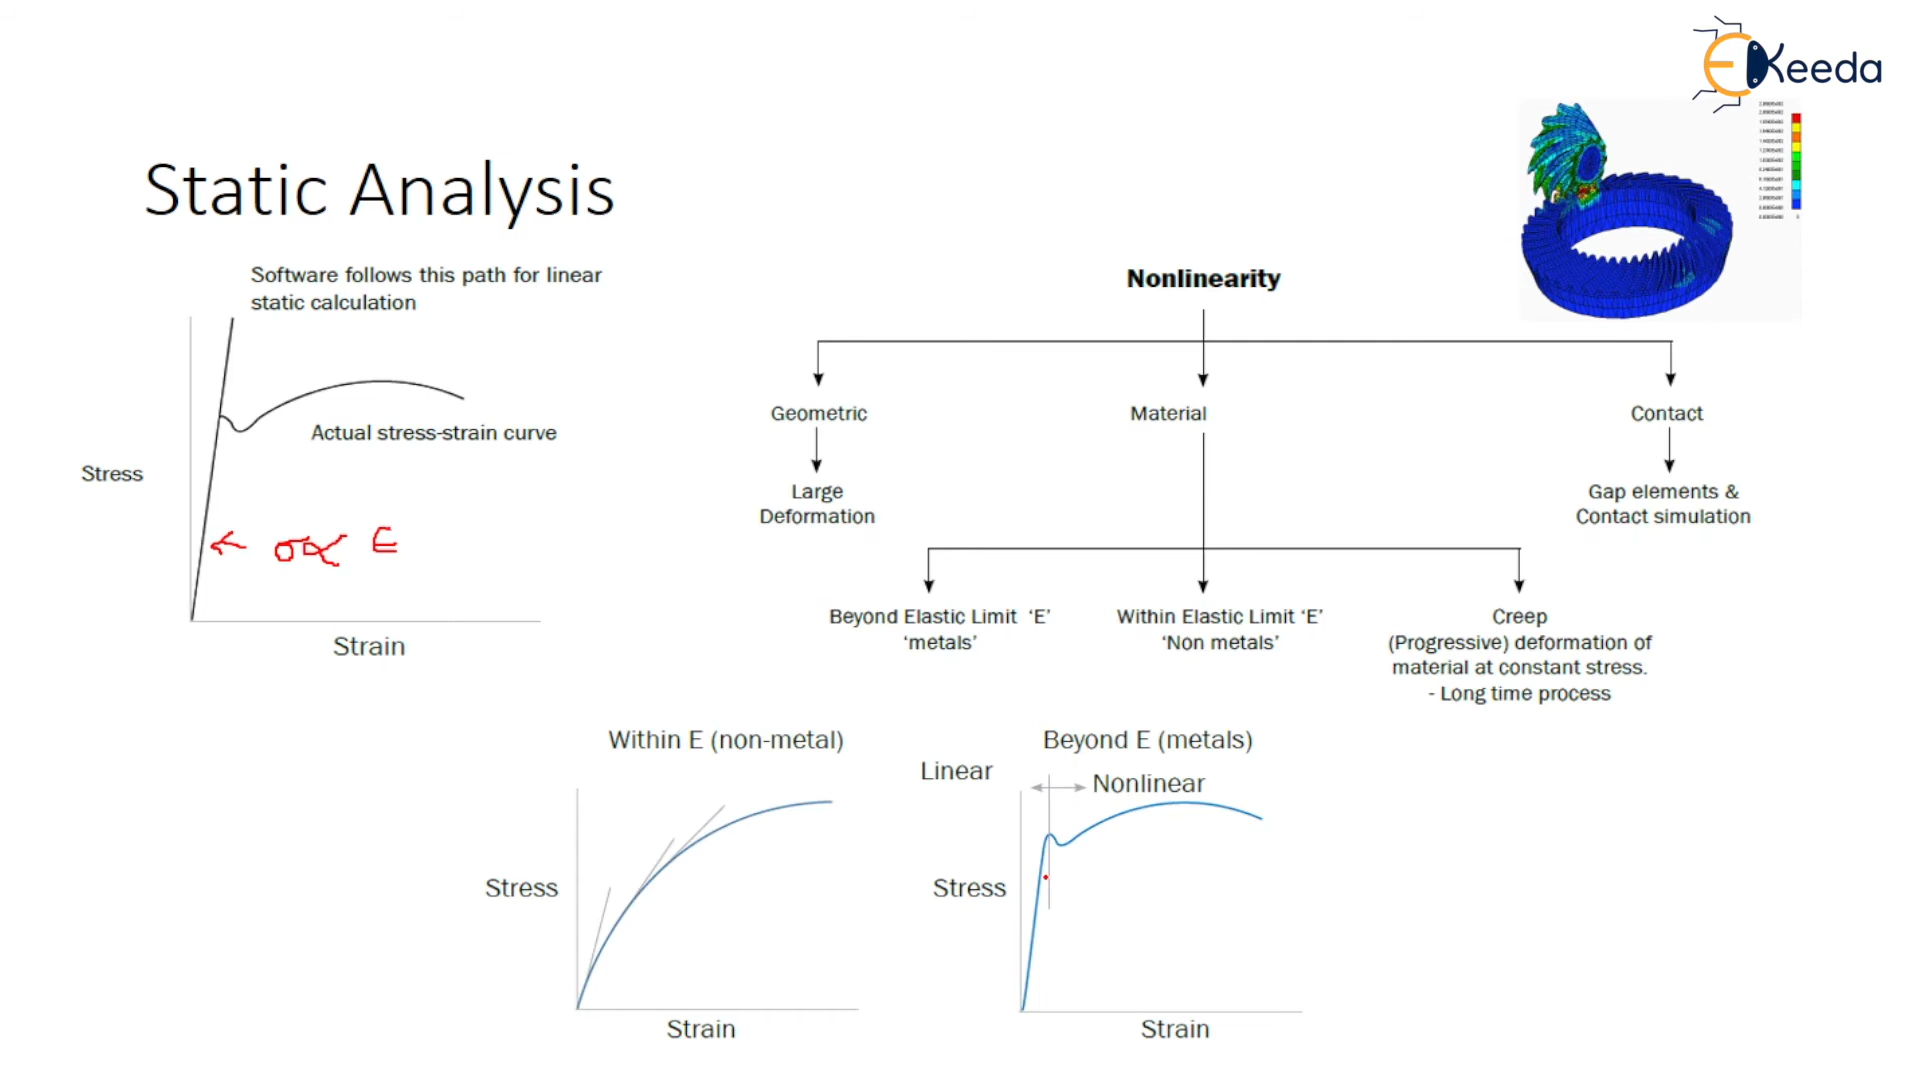 EKeeda
Static Analysis
Software follows this path for linear
static calculation
Actual stress-strain curve
Stress
σ∝ E
Strain
Nonlinearity
Geometric
Material
Contact
Large
Deformation
Gap elements &
Contact simulation
Beyond Elastic Limit ‘E’
‘metals’
Within Elastic Limit ‘E’
‘Non metals’
Creep
(Progressive) deformation of
material at constant stress.
- Long time process
Within E (non-metal)
Stress
Strain
Beyond E (metals)
Linear
Nonlinear
Stress
Strain